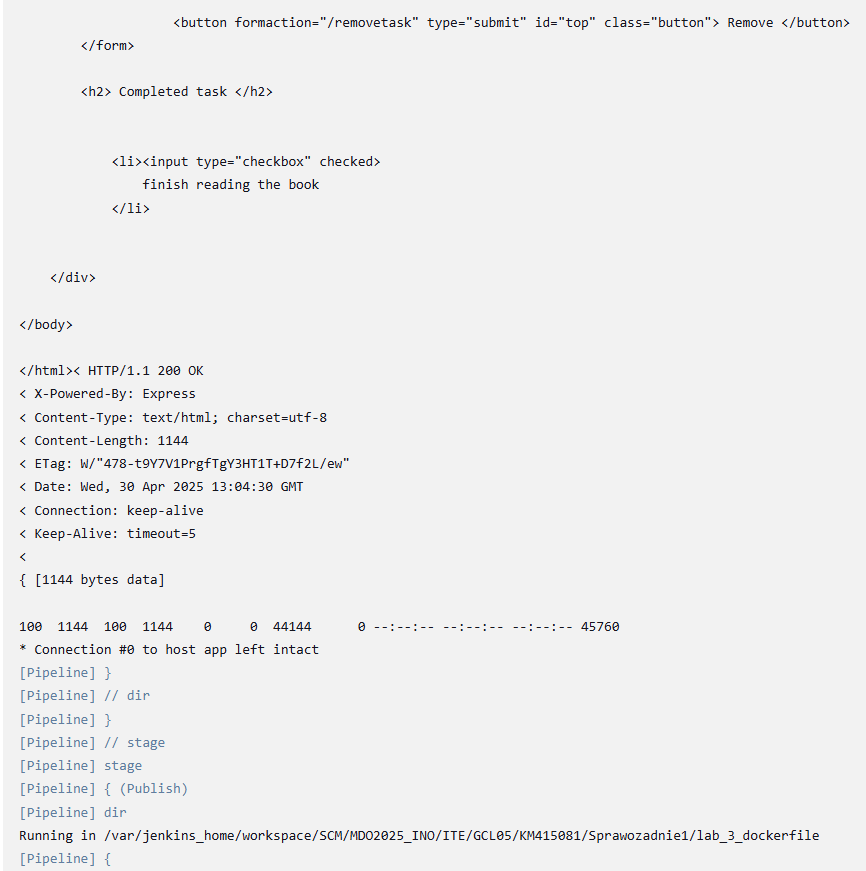 <button formaction="/removetask" type="submit" id="top" class="button"> Remove </button>
</form>
<h2> Completed task </h2>
<li><input type="checkbox" checked>
finish reading the book
</li>
</div>
</body>
</html>< HTTP/1.1 200 OK
< X-Powered-By: Express
< Content-Type: text/html; charset=utf-8
< Content-Length: 1144
< ETag: W/"478-t9Y7V1PrgfTgY3HT1T+D7f2L/ew"
< Date: Wed, 30 Apr 2025 13:04:30 GMT
< Connection: keep-alive
< Keep-Alive: timeout=5
<
{ [1144 bytes data]
100  1144  100  1144    0     0  44144      0 --:--:-- --:--:-- --:--:-- 45760
* Connection #0 to host app left intact
[Pipeline] }
[Pipeline] // dir
[Pipeline] }
[Pipeline] // stage
[Pipeline] stage
[Pipeline] { (Publish)
[Pipeline] dir
Running in /var/jenkins_home/workspace/SCM/MDO2025_INO/ITE/GCL05/KM415081/Sprawozadnie1/lab_3_dockerfile
[Pipeline] {